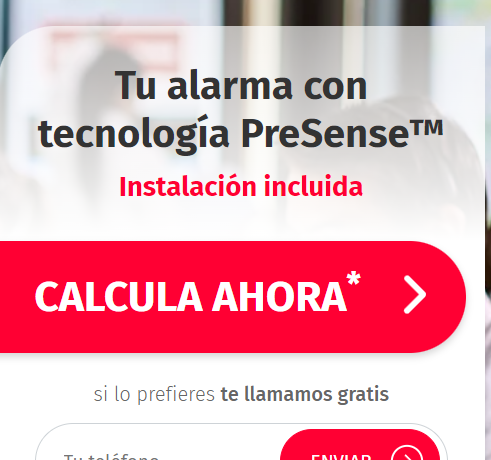 Tu alarma con
tecnología PreSense™
Instalación incluida
CALCULA AHORA*
si lo prefieres te llamamos gratis
Tu teléfono
ENVIAR